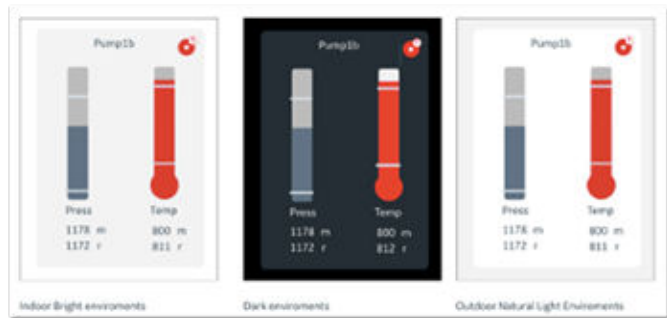 Pump1b
Press Temp
1178 m 800 m
1172 r 811 r
Indoor Bright enviroments
Pump1b
Press Temp
1178 m 800 m
1172 r 812 r
Dark enviroments
Pump1b
Press Temp
1178 m 800 m
1172 r 811 r
Outdoor Natural Light Enviroments